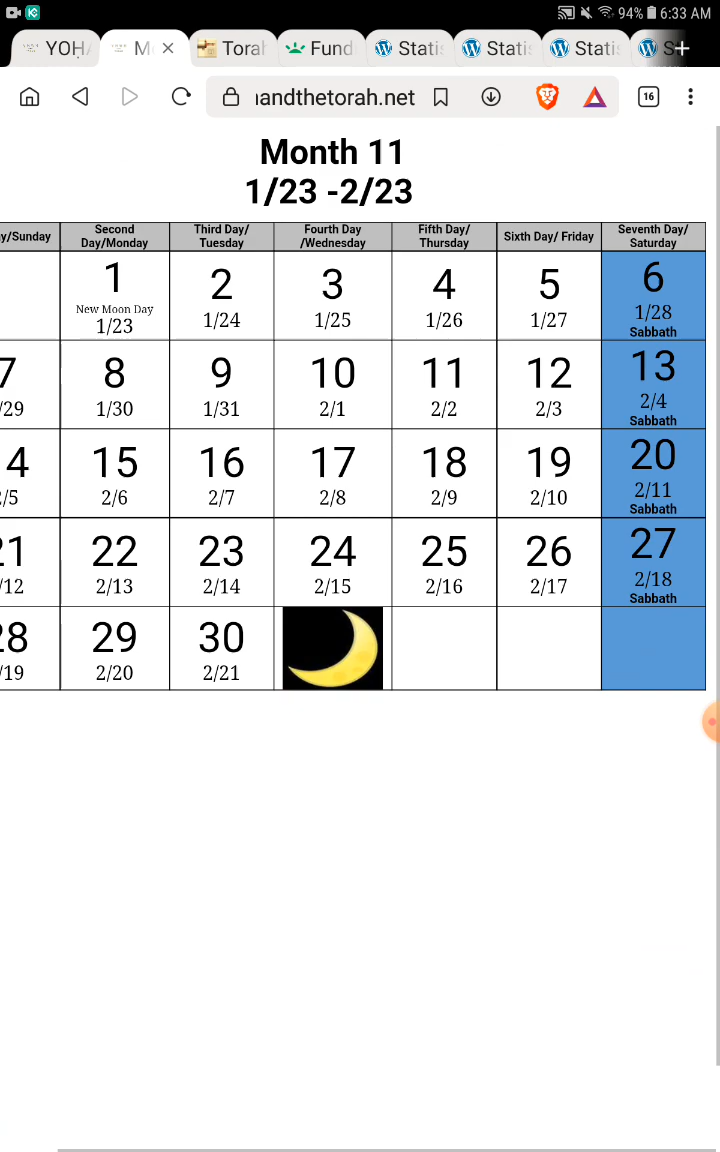 94% 6:33 AM
YOH M Torah Fund Statis Statis Statis S +
andthetorah.net 16
Month 11
1/23 -2/23
y/Sunday Second Day/Monday Third Day/ Tuesday Fourth Day /Wednesday Fifth Day/ Thursday Sixth Day/ Friday Seventh Day/ Saturday
1 2 3 4 5 6
New Moon Day
1/23 1/24 1/25 1/26 1/27 1/28
Sabbath
7 8 9 10 11 12 13
/29 1/30 1/31 2/1 2/2 2/3 2/4
Sabbath
4 15 16 17 18 19 20
/5 2/6 2/7 2/8 2/9 2/10 2/11
Sabbath
21 22 23 24 25 26 27
/12 2/13 2/14 2/15 2/16 2/17 2/18
Sabbath
28 29 30
/19 2/20 2/21